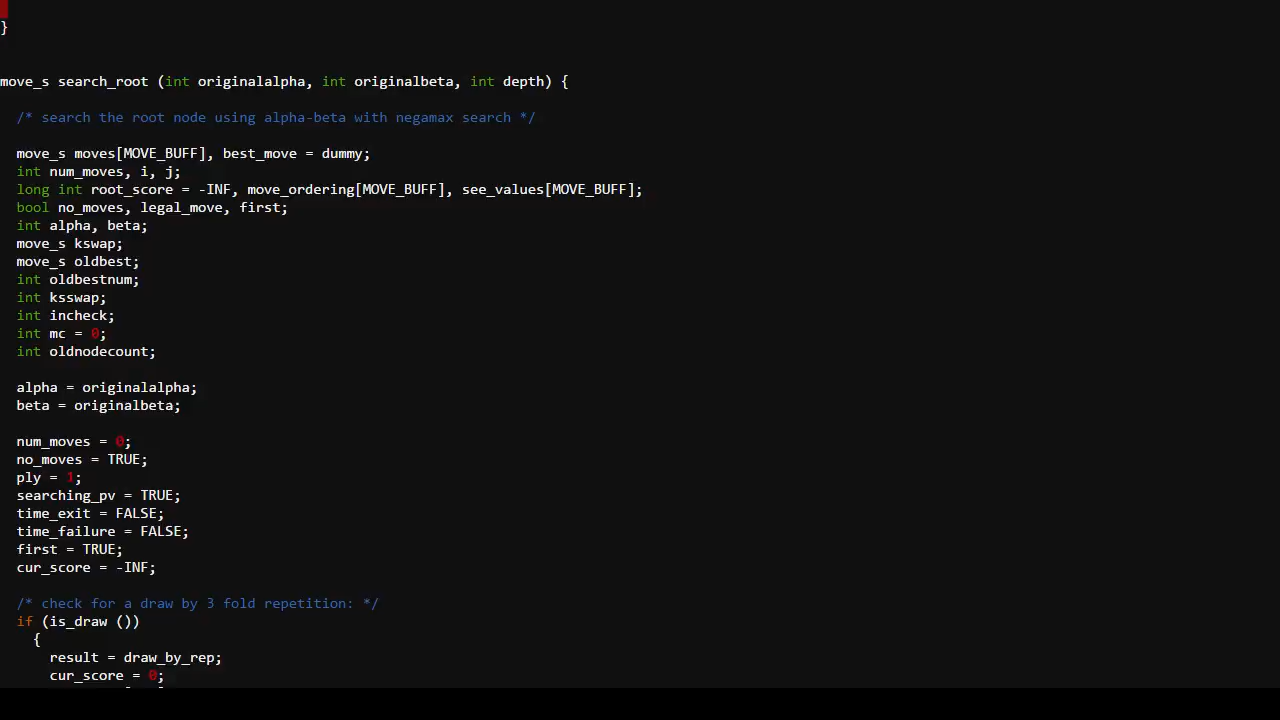 }
move_s search_root (int originalalpha, int originalbeta, int depth) {
/* search the root node using alpha-beta with negamax search */
move_s moves[MOVE_BUFF], best_move = dummy;
int num_moves, i, j;
long int root_score = -INF, move_ordering[MOVE_BUFF], see_values[MOVE_BUFF];
bool no_moves, legal_move, first;
int alpha, beta;
move_s kswap;
move_s oldbest;
int oldbestnum;
int ksswap;
int incheck;
int mc = 0;
int oldnodecount;
alpha = originalalpha;
beta = originalbeta;
num_moves = 0;
no_moves = TRUE;
ply = 1;
searching_pv = TRUE;
time_exit = FALSE;
time_failure = FALSE;
first = TRUE;
cur_score = -INF;
/* check for a draw by 3 fold repetition: */
if (is_draw ())
{
result = draw_by_rep;
cur_score = 0;